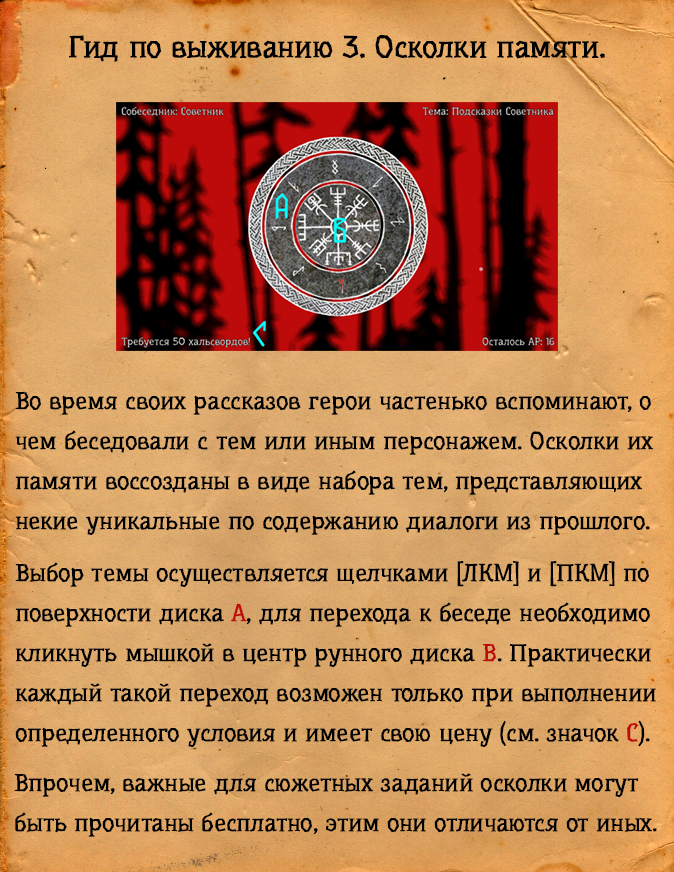 Гид по выживанию 3. Осколки памяти.
Собеседник: Советник
Тема: Подсказки Советника
A
B
Требуется 50 хальсвордов!
C
Осталось AP: 16
Во время своих рассказов герои частенько вспоминают, о
чем беседовали с тем или иным персонажем. Осколки их
памяти воссозданы в виде набора тем, представляющих
некие уникальные по содержанию диалоги из прошлого.
Выбор темы осуществляется щелчками [ЛКМ] и [ПКМ] по
поверхности диска A, для перехода к беседе необходимо
кликнуть мышкой в центр рунного диска B. Практически
каждый такой переход возможен только при выполнении
определенного условия и имеет свою цену (см. значок C).
Впрочем, важные для сюжетных заданий осколки могут
быть прочитаны бесплатно, этим они отличаются от иных.